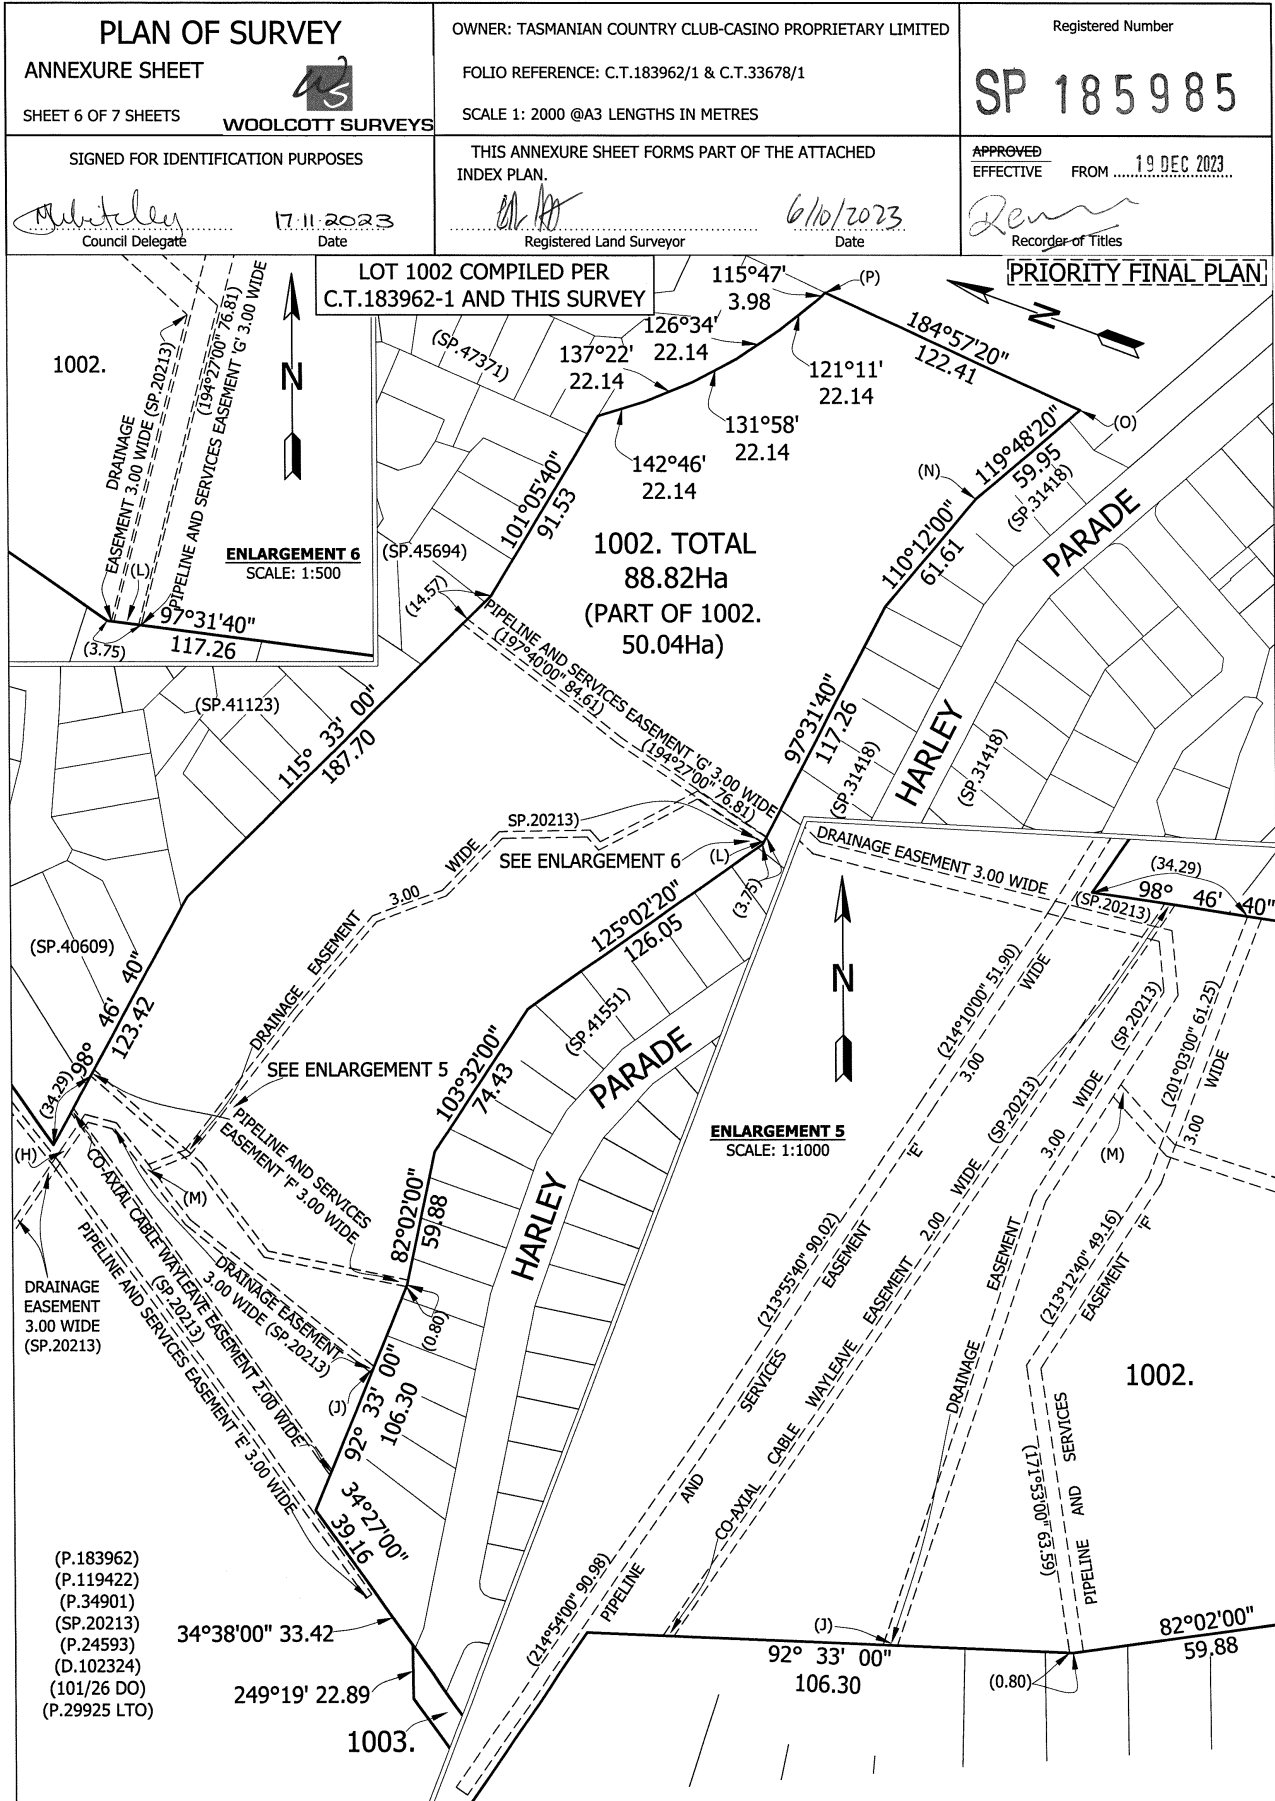 PLAN OF SURVEY
ANNEXURE SHEET
SHEET 6 OF 7 SHEETS
WS
WOOLCOTT SURVEYS
OWNER: TASMANIAN COUNTRY CLUB-CASINO PROPRIETARY LIMITED
FOLIO REFERENCE: C.T.183962/1 & C.T.33678/1
SCALE 1: 2000 @A3 LENGTHS IN METRES
Registered Number
SP 185985
SIGNED FOR IDENTIFICATION PURPOSES
17.11.2023
Council Delegate
Date
THIS ANNEXURE SHEET FORMS PART OF THE ATTACHED
INDEX PLAN.
6/10/2023
Registered Land Surveyor
Date
APPROVED
EFFECTIVE FROM 19 DEC 2023
Recorder of Titles
LOT 1002 COMPILED PER
C.T.183962-1 AND THIS SURVEY
PRIORITY FINAL PLAN
1002.
DRAINAGE
EASEMENT 3.00 WIDE (SP.20213)
(194°27'00" 76.81)
PIPELINE AND SERVICES EASEMENT 'G' 3.00 WIDE
N
ENLARGEMENT 6
SCALE: 1:500
(L)
(3.75)
97°31'40"
117.26
(SP.47371)
115°47'
3.98
(P)
126°34'
22.14
137°22'
22.14
121°11'
22.14
131°58'
22.14
142°46'
22.14
N
184°57'20"
122.41
(O)
119°48'20"
59.95
(SP.31418)
(N)
110°12'00"
61.61
101°05'40"
91.53
(SP.45694)
(14.57)
1002. TOTAL
88.82Ha
(PART OF 1002.
50.04Ha)
HARLEY PARADE
PIPELINE AND SERVICES EASEMENT 'G' 3.00 WIDE
(197°40'00" 84.61)
(194°27'00" 76.81)
97°31'40"
117.26
(SP.31418)
(SP.31418)
(SP.41123)
115° 33' 00"
187.70
DRAINAGE EASEMENT 3.00 WIDE SP.20213)
SEE ENLARGEMENT 6
(L)
(3.75)
125°02'20"
126.05
(SP.41551)
(SP.40609)
98° 46' 40"
123.42
(34.29)
SEE ENLARGEMENT 5
103°32'00"
74.43
HARLEY PARADE
(H)
(M)
PIPELINE AND SERVICES
EASEMENT 'F' 3.00 WIDE
82°02'00"
59.88
(0.80)
CO-AXIAL CABLE WAYLEAVE EASEMENT 2.00 WIDE
(SP.20213)
DRAINAGE EASEMENT
3.00 WIDE (SP.20213)
DRAINAGE
EASEMENT
3.00 WIDE
(SP.20213)
PIPELINE AND SERVICES EASEMENT 'E' 3.00 WIDE
(J)
92° 33' 00"
106.30
34°27'00"
39.16
34°38'00" 33.42
249°19' 22.89
1003.
(P.183962)
(P.119422)
(P.34901)
(SP.20213)
(P.24593)
(D.102324)
(101/26 DO)
(P.29925 LTO)
DRAINAGE EASEMENT 3.00 WIDE
(SP.20213)
(34.29)
98° 46' 40"
N
ENLARGEMENT 5
SCALE: 1:1000
(214°10'00" 51.90)
(213°55'40" 90.02)
(214°54'00" 90.98)
PIPELINE AND SERVICES EASEMENT 'E' 3.00 WIDE
CO-AXIAL CABLE WAYLEAVE EASEMENT 2.00 WIDE (SP.20213)
DRAINAGE EASEMENT 3.00 WIDE (SP.20213)
(201°03'00" 61.25)
(M)
(213°12'40" 49.16)
(171°53'00" 63.59)
PIPELINE AND SERVICES EASEMENT 'F' 3.00 WIDE
1002.
(J)
92° 33' 00"
106.30
(0.80)
82°02'00"
59.88